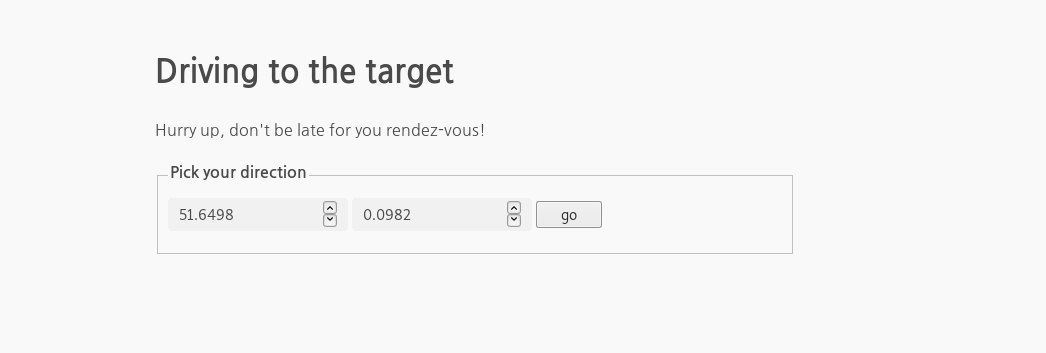 Driving to the target
Hurry up, don't be late for you rendez-vous!
Pick your direction
51.6498 0.0982 go